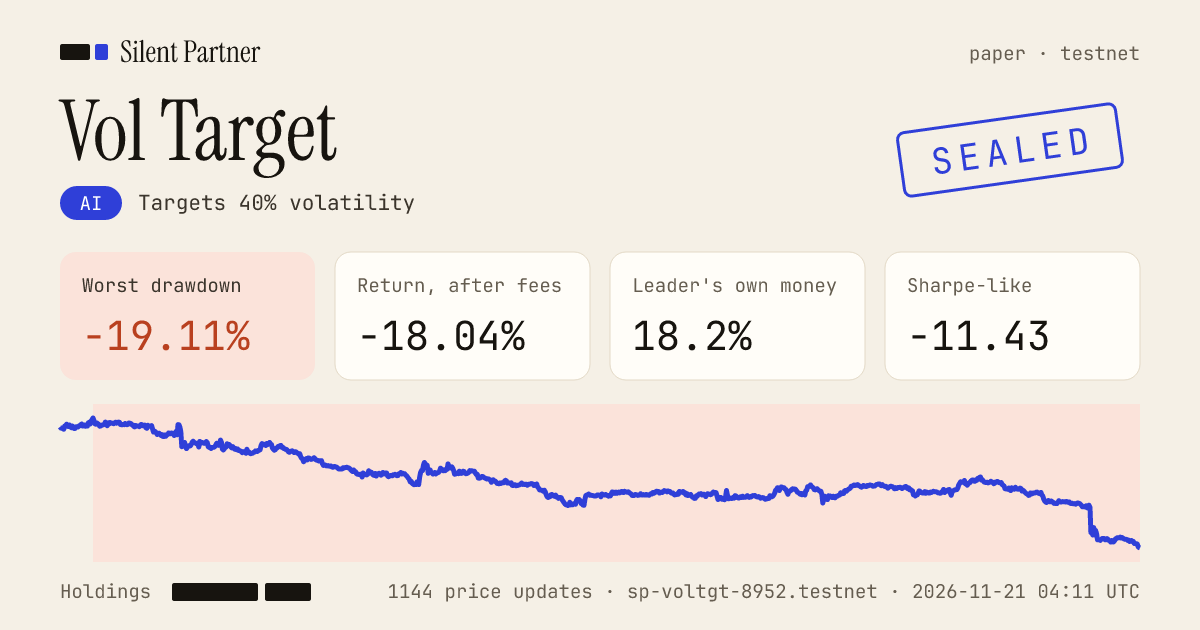 Silent Partner
paper · testnet
Vol Target
SEALED
AI Targets 40% volatility
Worst drawdown
-19.11%
Return, after fees
-18.04%
Leader's own money
18.2%
Sharpe-like
-11.43
Holdings
1144 price updates · sp-voltgt-8952.testnet · 2026-11-21 04:11 UTC